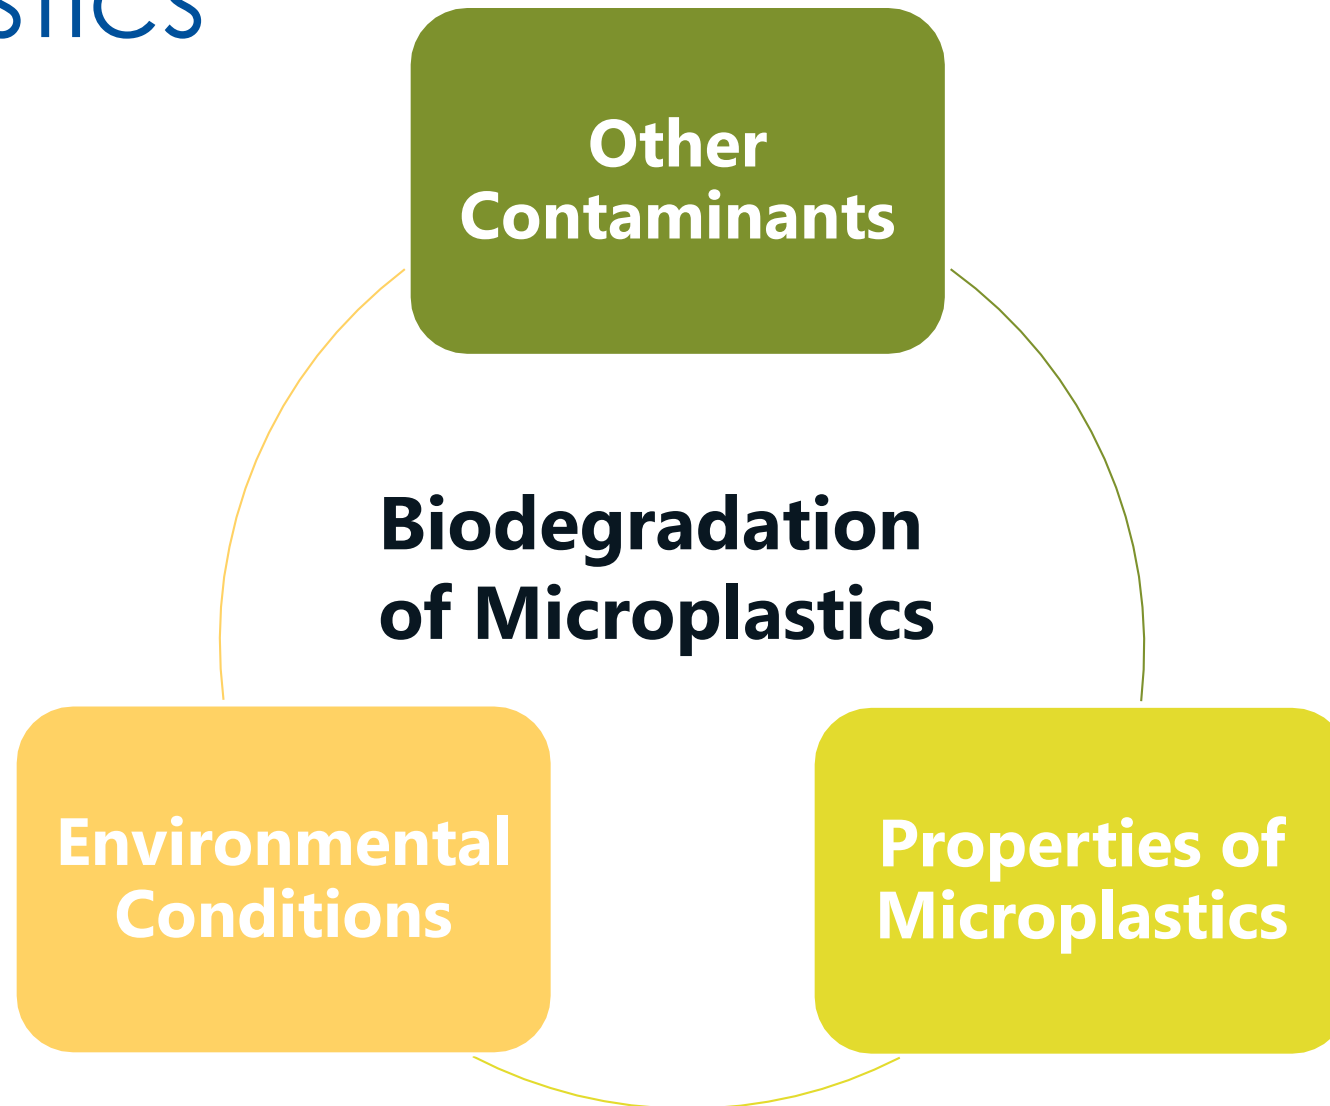 Other
Contaminants
Biodegradation
of Microplastics
Environmental
Conditions
Properties of
Microplastics